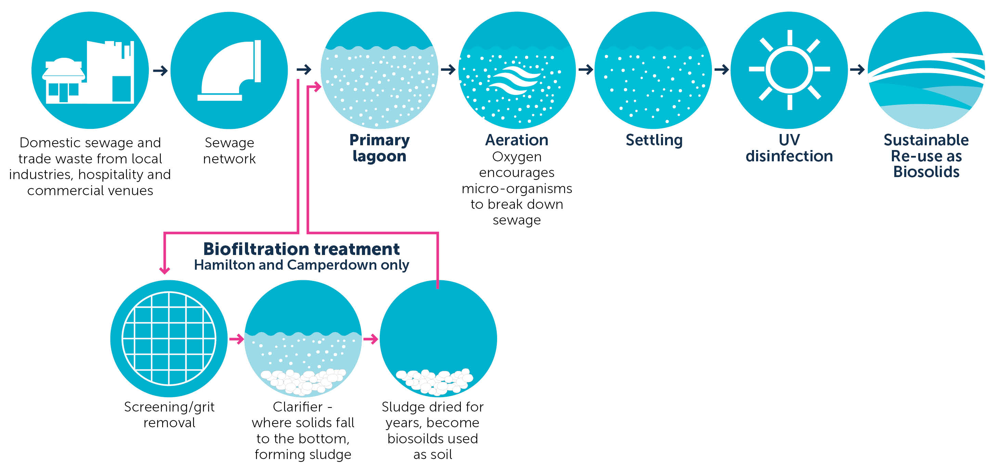 Domestic sewage and
trade waste from local
industries, hospitality and
commercial venues
Sewage
network
Primary
lagoon
Aeration
Oxygen
encourages
micro-organisms
to break down
sewage
Settling
UV
disinfection
Sustainable
Re-use as
Biosolids
Biofiltration treatment
Hamilton and Camperdown only
Screening/grit
removal
Clarifier -
where solids fall
to the bottom,
forming sludge
Sludge dried for
years, become
biosoilds used
as soil